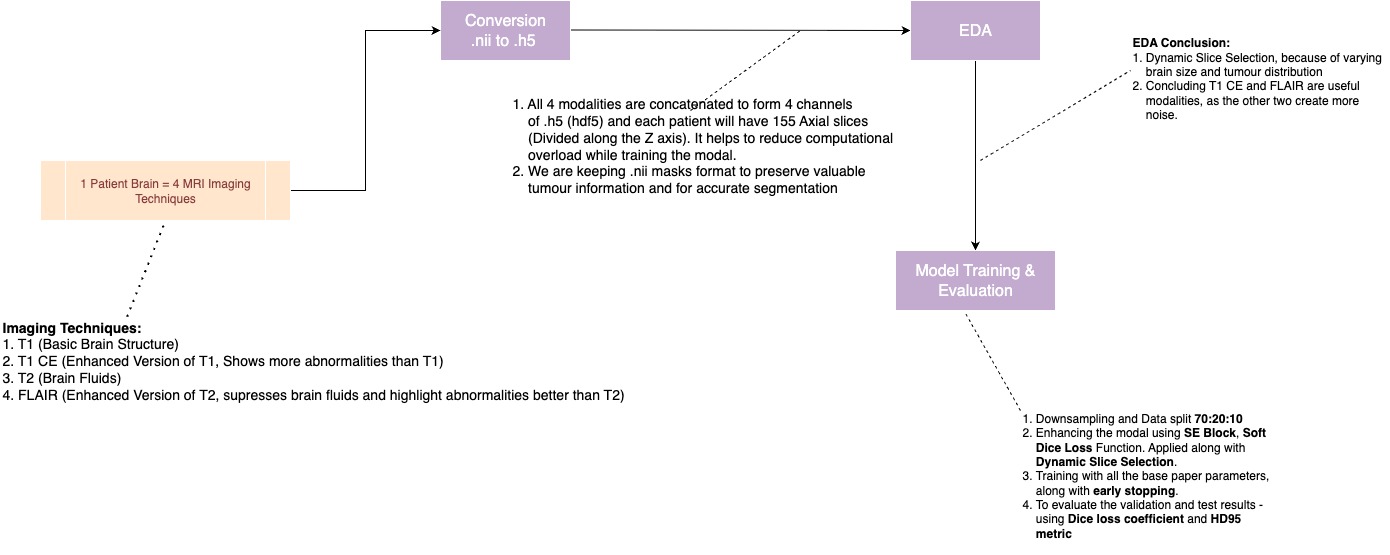 Conversion
.nii to .h5
EDA
EDA Conclusion:
1. Dynamic Slice Selection, because of varying
brain size and tumour distribution
2. Concluding T1 CE and FLAIR are useful
modalities, as the other two create more
noise.
1. All 4 modalities are concatenated to form 4 channels
of .h5 (hdf5) and each patient will have 155 Axial slices
(Divided along the Z axis). It helps to reduce computational
overload while training the modal.
2. We are keeping .nii masks format to preserve valuable
tumour information and for accurate segmentation
1 Patient Brain = 4 MRI Imaging
Techniques
Model Training &
Evaluation
Imaging Techniques:
1. T1 (Basic Brain Structure)
2. T1 CE (Enhanced Version of T1, Shows more abnormalities than T1)
3. T2 (Brain Fluids)
4. FLAIR (Enhanced Version of T2, supresses brain fluids and highlight abnormalities better than T2)
1. Downsampling and Data split 70:20:10
2. Enhancing the modal using SE Block, Soft
Dice Loss Function. Applied along with
Dynamic Slice Selection.
3. Training with all the base paper parameters,
along with early stopping.
4. To evaluate the validation and test results -
using Dice loss coefficient and HD95
metric